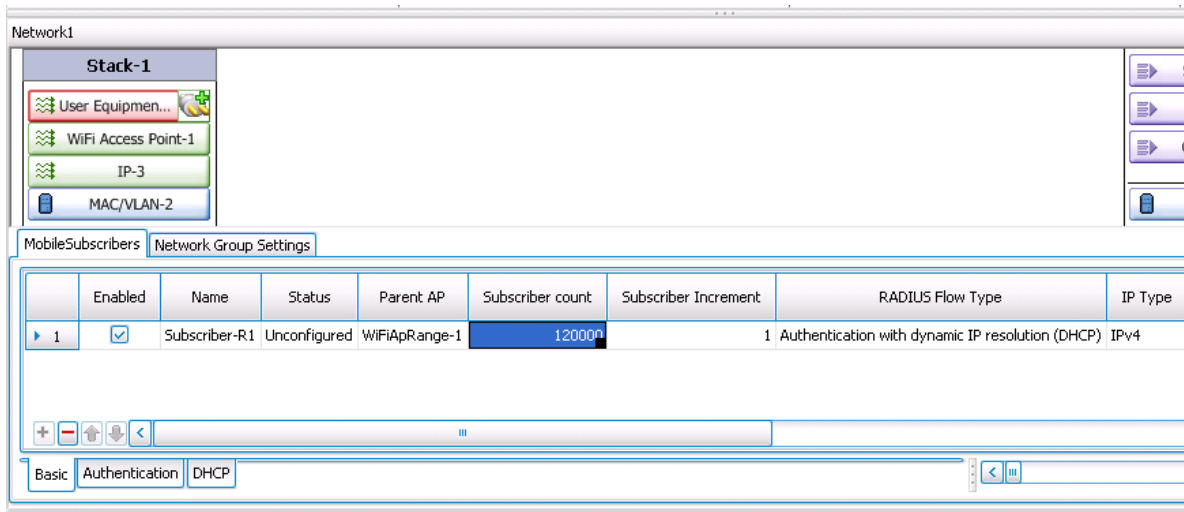 Network1
Stack-1
User Equipmen...
WiFi Access Point-1
IP-3
MAC/VLAN-2
MobileSubscribers Network Group Settings
Enabled Name Status Parent AP Subscriber count Subscriber Increment RADIUS Flow Type IP Type
1 Subscriber-R1 Unconfigured WiFiApRange-1 120000 1 Authentication with dynamic IP resolution (DHCP) IPv4
Basic Authentication DHCP